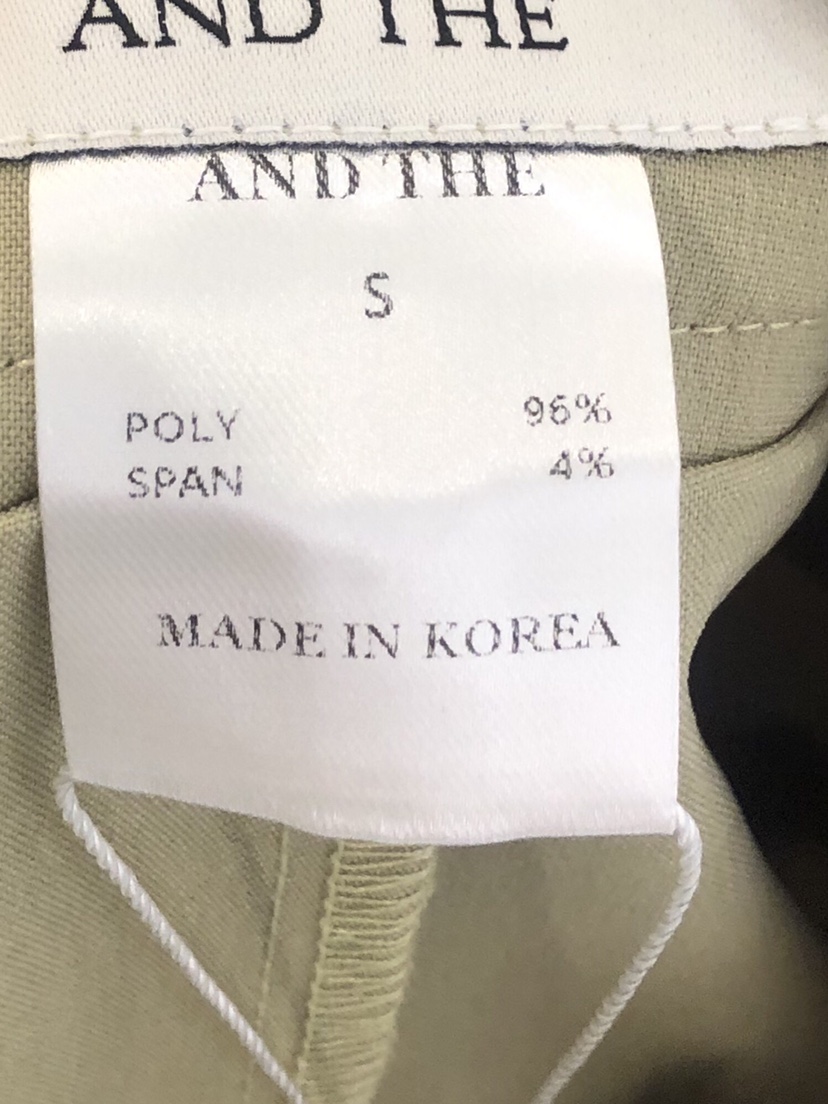 AND THE
AND THE
S
POLY 96%
SPAN 4%
MADE IN KOREA